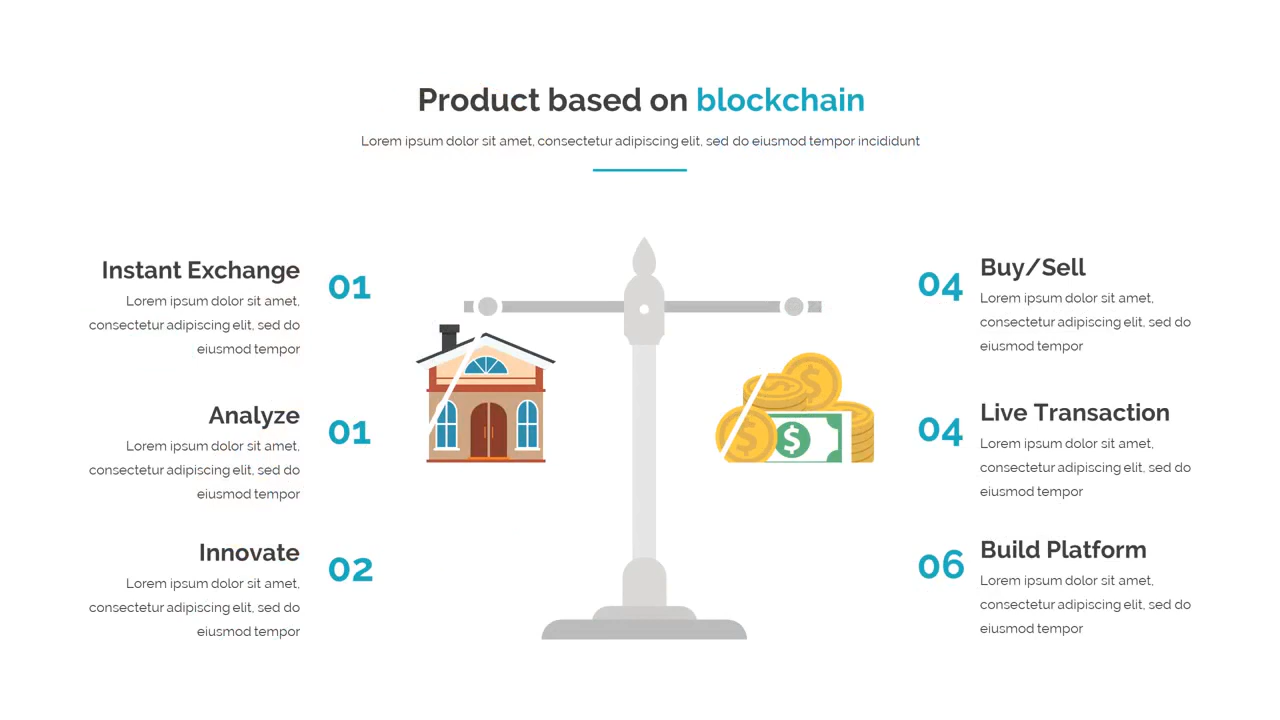 Product based on blockchain
Lorem ipsum dolor sit amet, consectetur adipiscing elit, sed do eiusmod tempor incididunt
Instant Exchange
01
Lorem ipsum dolor sit amet,
consectetur adipiscing elit, sed do
eiusmod tempor
Analyze
01
Lorem ipsum dolor sit amet,
consectetur adipiscing elit, sed do
eiusmod tempor
Innovate
02
Lorem ipsum dolor sit amet,
consectetur adipiscing elit, sed do
eiusmod tempor
04
Buy/Sell
Lorem ipsum dolor sit amet,
consectetur adipiscing elit, sed do
eiusmod tempor
04
Live Transaction
Lorem ipsum dolor sit amet,
consectetur adipiscing elit, sed do
eiusmod tempor
06
Build Platform
Lorem ipsum dolor sit amet,
consectetur adipiscing elit, sed do
eiusmod tempor